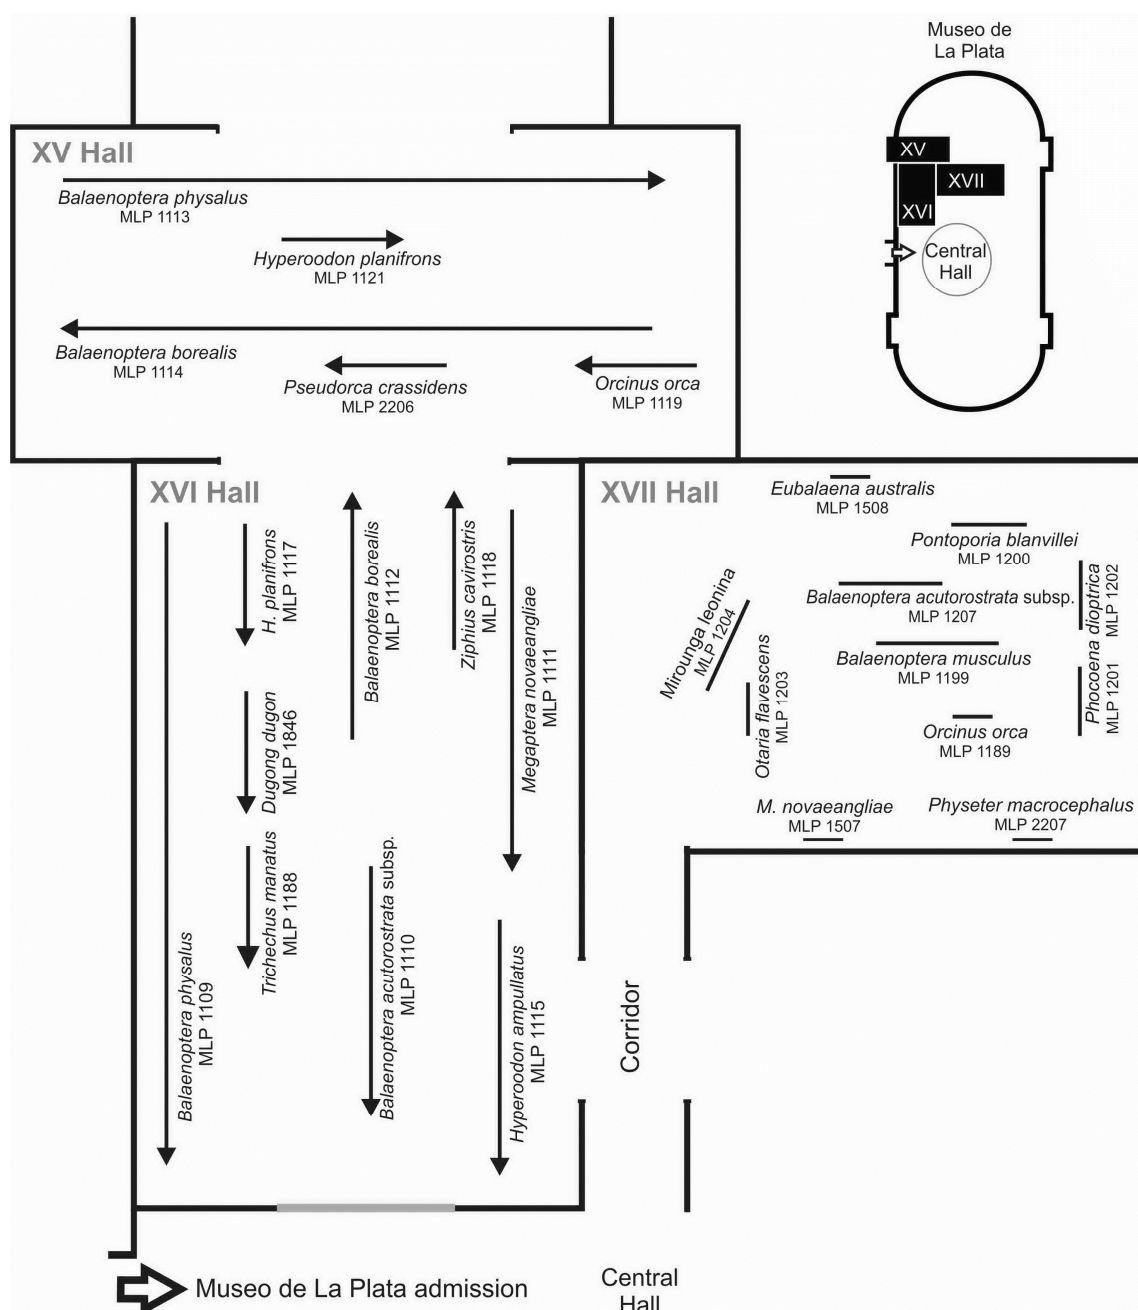 Museo de
La Plata
XV
XVII
XVI
Central
Hall
XV Hall
Balaenoptera physalus
MLP 1113
Hyperoodon planifrons
MLP 1121
Balaenoptera borealis
MLP 1114
Pseudorca crassidens
MLP 2206
Orcinus orca
MLP 1119
XVI Hall
H. planifrons
MLP 1117
Dugong dugon
MLP 1846
Trichechus manatus
MLP 1188
Balaenoptera physalus
MLP 1109
Balaenoptera borealis
MLP 1112
Ziphius cavirostris
MLP 1118
Megaptera novaeangliae
MLP 1111
Balaenoptera acutorostrata subsp.
MLP 1110
Hyperoodon ampullatus
MLP 1115
XVII Hall
Eubalaena australis
MLP 1508
Pontoporia blanvillei
MLP 1200
Balaenoptera acutorostrata subsp.
MLP 1207
Balaenoptera musculus
MLP 1199
Orcinus orca
MLP 1189
Phocoena dioptrica
MLP 1201 MLP 1202
Mirounga leonina
MLP 1204
Otaria flavescens
MLP 1203
M. novaeangliae
MLP 1507
Physeter macrocephalus
MLP 2207
Corridor
Museo de La Plata admission
Central
Hall